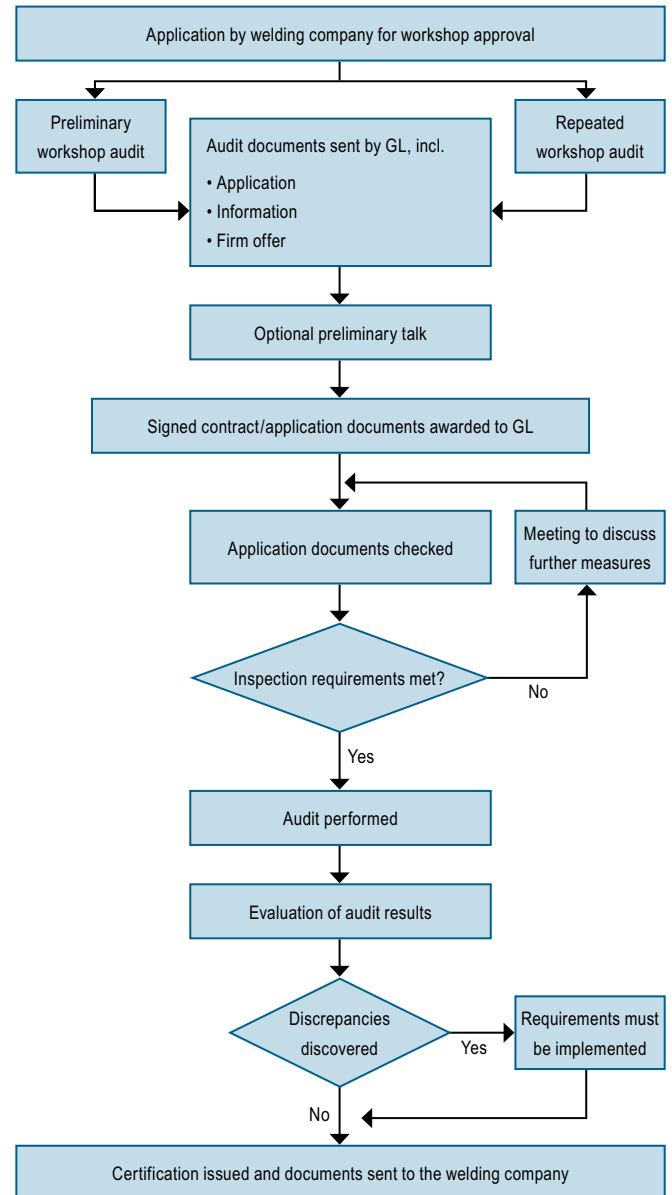 Application by welding company for workshop approval
Preliminary
workshop audit
Audit documents sent by GL, incl.
• Application
• Information
• Firm offer
Repeated
workshop audit
Optional preliminary talk
Signed contract/application documents awarded to GL
Application documents checked
Meeting to discuss
further measures
Inspection requirements met?
No
Yes
Audit performed
Evaluation of audit results
Discrepancies
discovered
Yes
Requirements must
be implemented
No
Certification issued and documents sent to the welding company